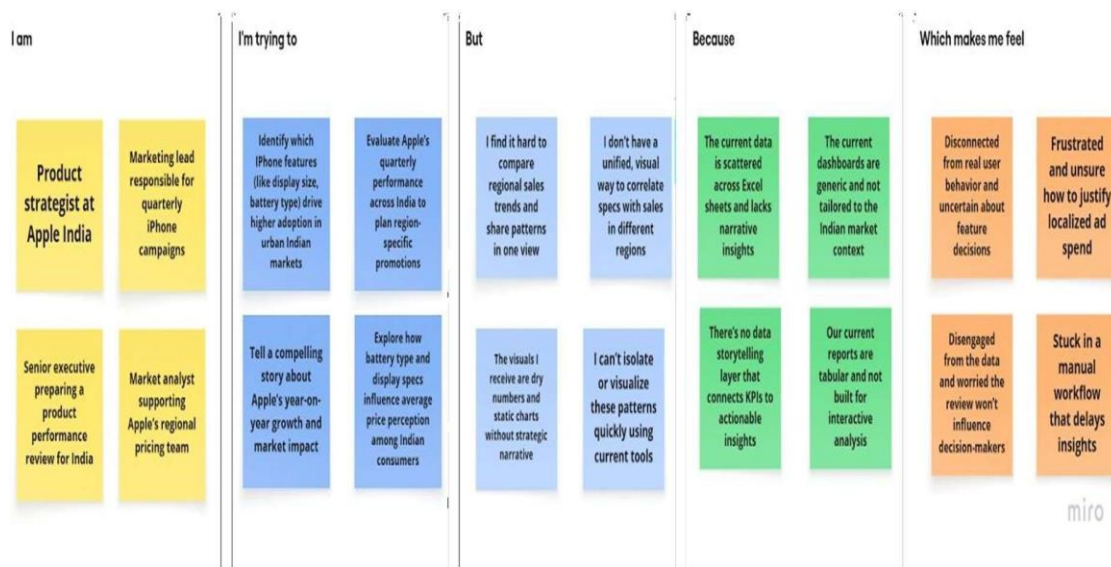 I am
Product
strategist at
Apple India
Marketing lead
responsible for
quarterly
iPhone
campaigns
Senior executive
preparing a
product
performance
review for India
Market analyst
supporting
Apple's regional
pricing team
I'm trying to
Identify which
IPhone features
(like display size,
battery type) drive
higher adoption in
urban Indian
markets
Evaluate Apple's
quarterly
performance
across India to
plan region-
specific
promotions
Tell a compelling
story about
Apple's year-on-
year growth and
market impact
Explore how
battery type and
display specs
influence average
price perception
among Indian
consumers
But
I find it hard to
compare
regional sales
trends and
share patterns
in one view
I don't have a
unified, visual
way to correlate
specs with sales
in different
regions
The visuals I
receive are dry
numbers and
static charts
without strategic
narrative
I can't isolate
or visualize
these patterns
quickly using
current tools
Because
The current data
is scattered
across Excel
sheets and lacks
narrative
insights
The current
dashboards are
generic and not
tailored to the
Indian market
context
There's no data
storytelling
layer that
connects KPIs to
actionable
insights
Our current
reports are
tabular and not
built for
interactive
analysis
Which makes me feel
Disconnected
from real user
behavior and
uncertain about
feature
decisions
Frustrated
and unsure
how to justify
localized ad
spend
Disengaged
from the data
and worried the
review won't
influence
decision-makers
Stuck in a
manual
workflow
that delays
insights
miro